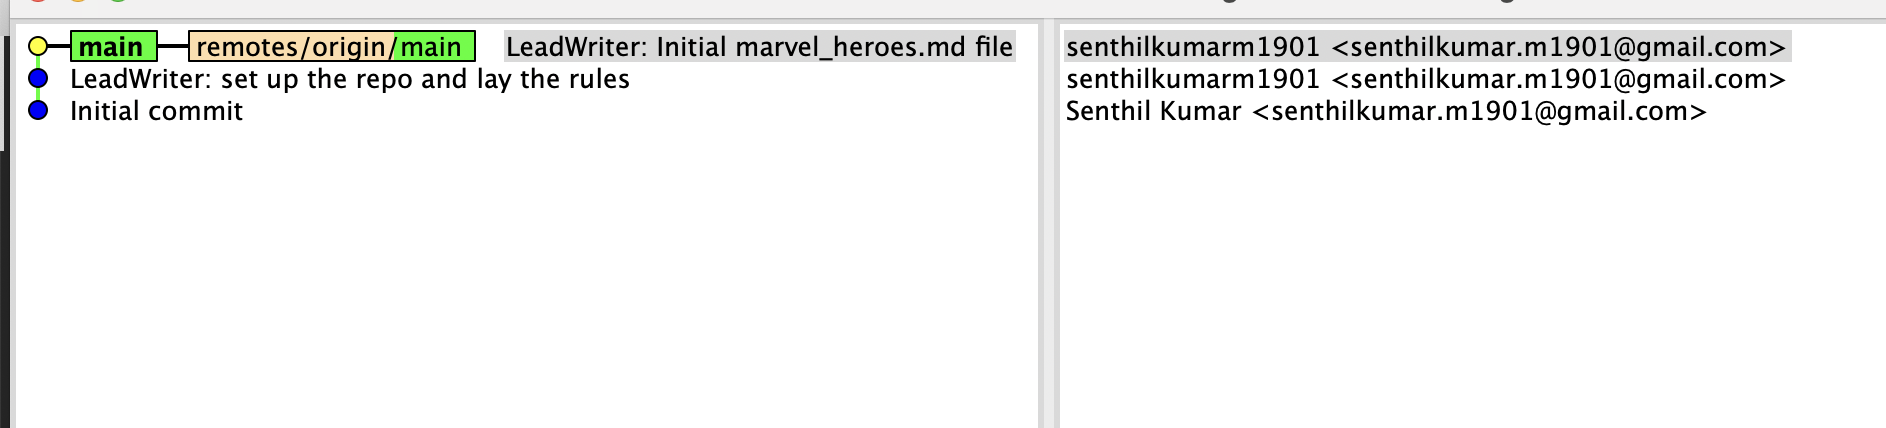 main remotes/origin/main LeadWriter: Initial marvel_heroes.md file senthilkumarm1901 <senthilkumar.m1901@gmail.com>
LeadWriter: set up the repo and lay the rules senthilkumarm1901 <senthilkumar.m1901@gmail.com>
Initial commit Senthil Kumar <senthilkumar.m1901@gmail.com>